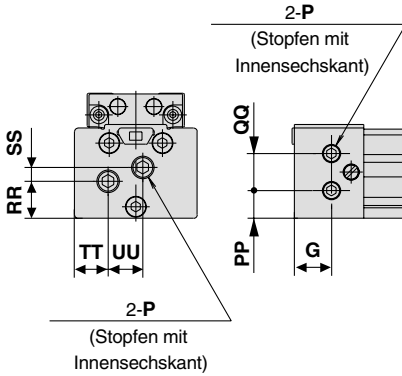 2-P
(Stopfen mit
Innensechskant)
QQ
SS
RR
PP
TT
UU
G
2-P
(Stopfen mit
Innensechskant)